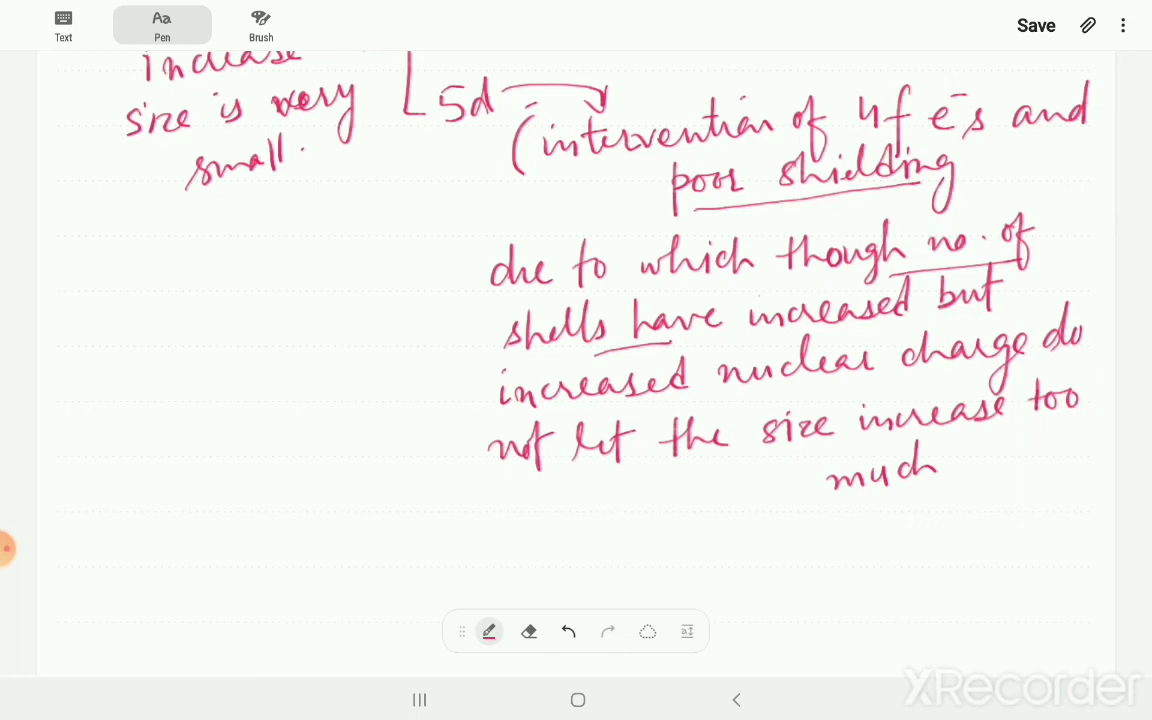 Text
Aa
Pen
Brush
Save
increase
size is very
small.
5d
(intervention of 4f e-s and
poor shielding
due to which though no. of
shells have increased but
increased nuclear charge do
not let the size increase too
much
XRecorder